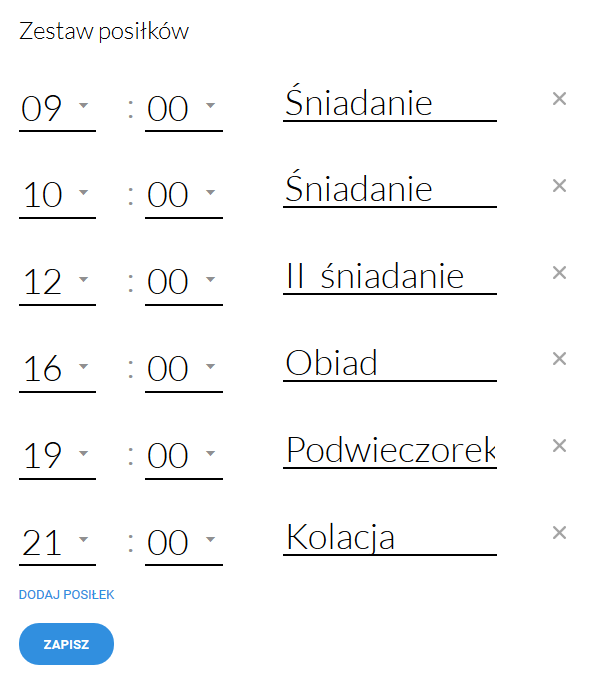 Zestaw posiłków
09 : 00 Śniadanie ×
10 : 00 Śniadanie ×
12 : 00 II śniadanie ×
16 : 00 Obiad ×
19 : 00 Podwieczorek ×
21 : 00 Kolacja ×
DODAJ POSIŁEK
ZAPISZ